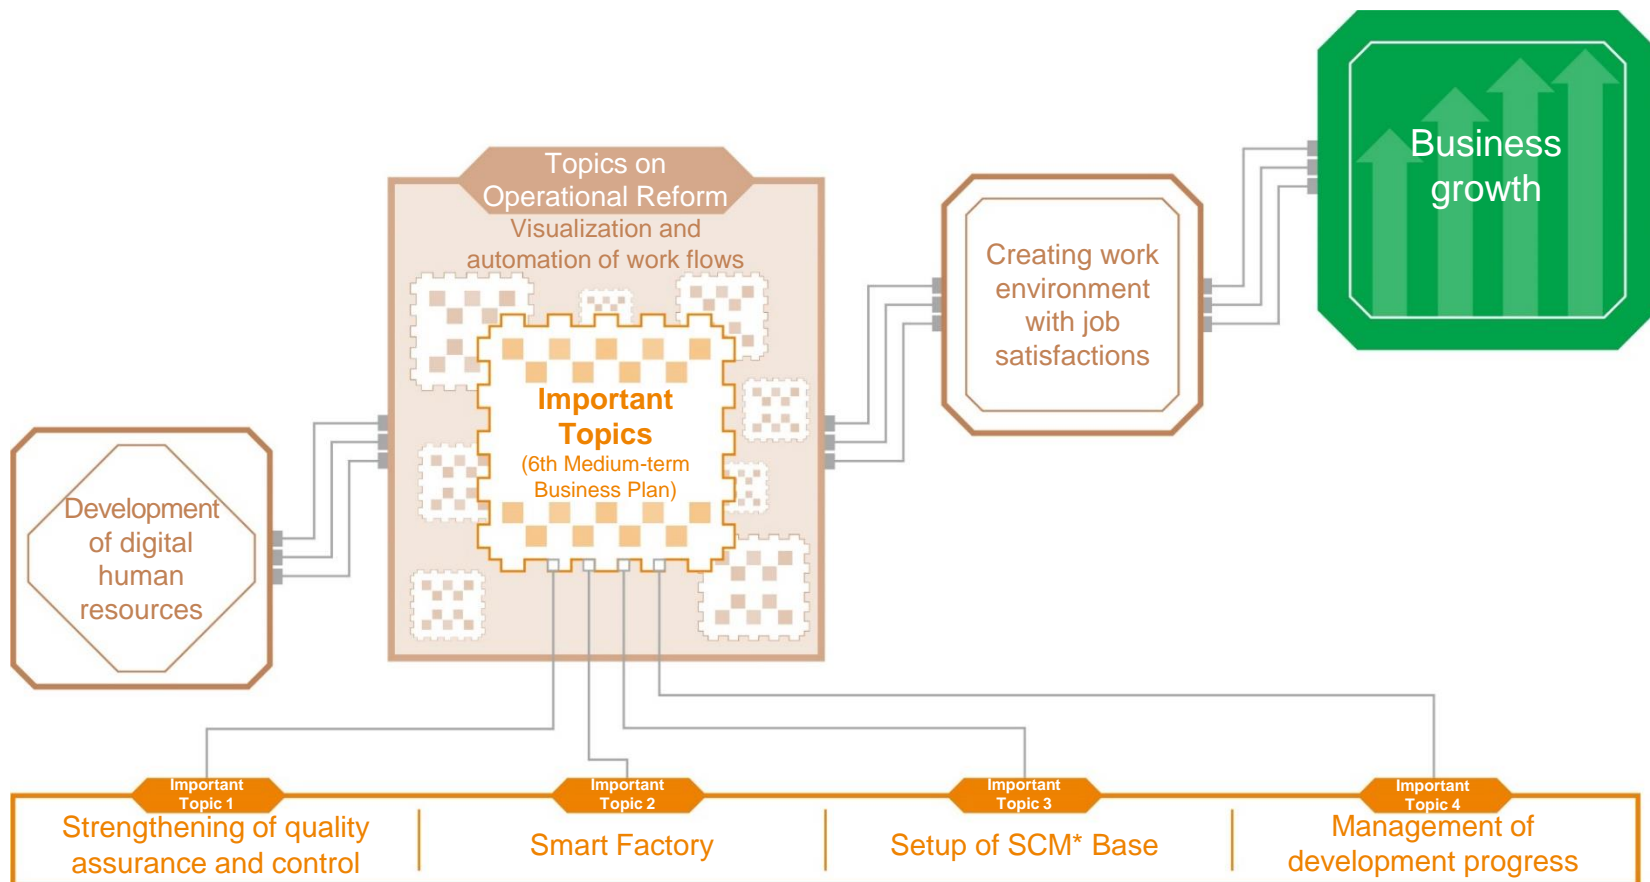 Business
growth
Topics on
Operational Reform
Visualization and
automation of work flows
Creating work
environment
with job
satisfactions
Important
Topics
(6th Medium-term
Business Plan)
Development
of digital
human
resources
Important
Topic 1
Strengthening of quality
assurance and control
Important
Topic 2
Smart Factory
Important
Topic 3
Setup of SCM* Base
Important
Topic 4
Management of
development progress